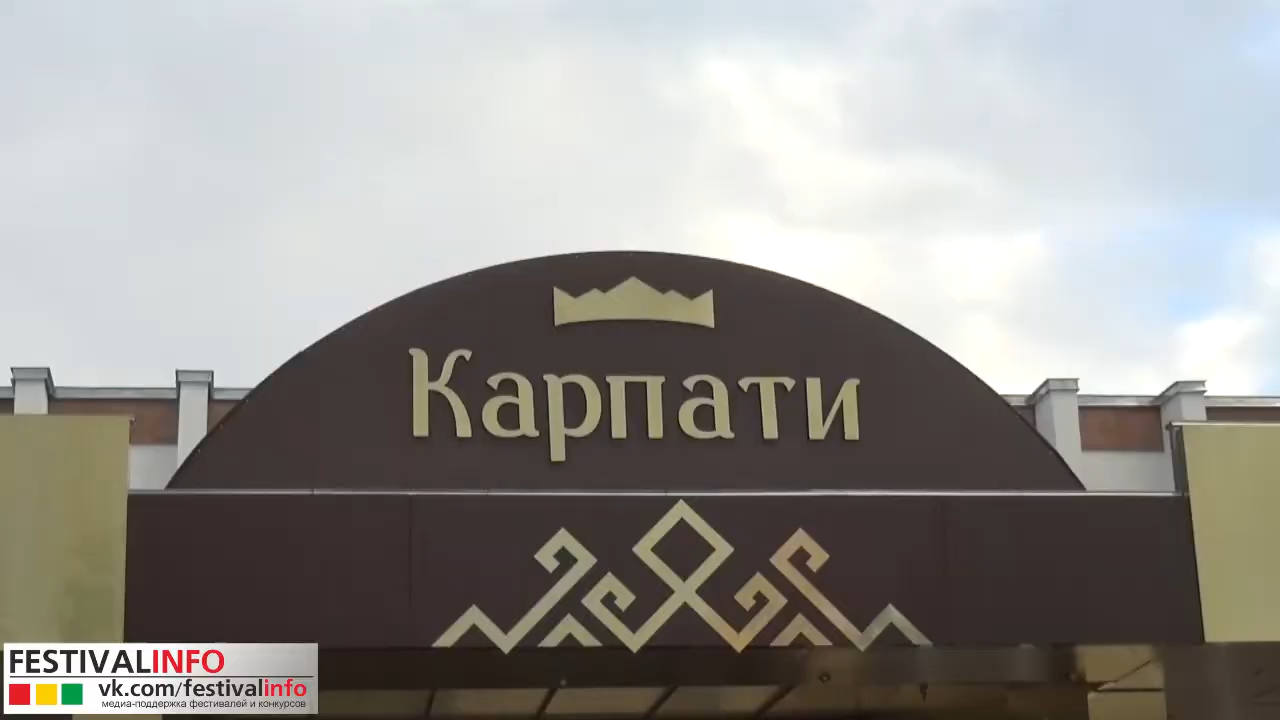 Карпати
FESTIVALINFO
vk.com/festivalinfo
медиа-поддержка фестивалей и конкурсов